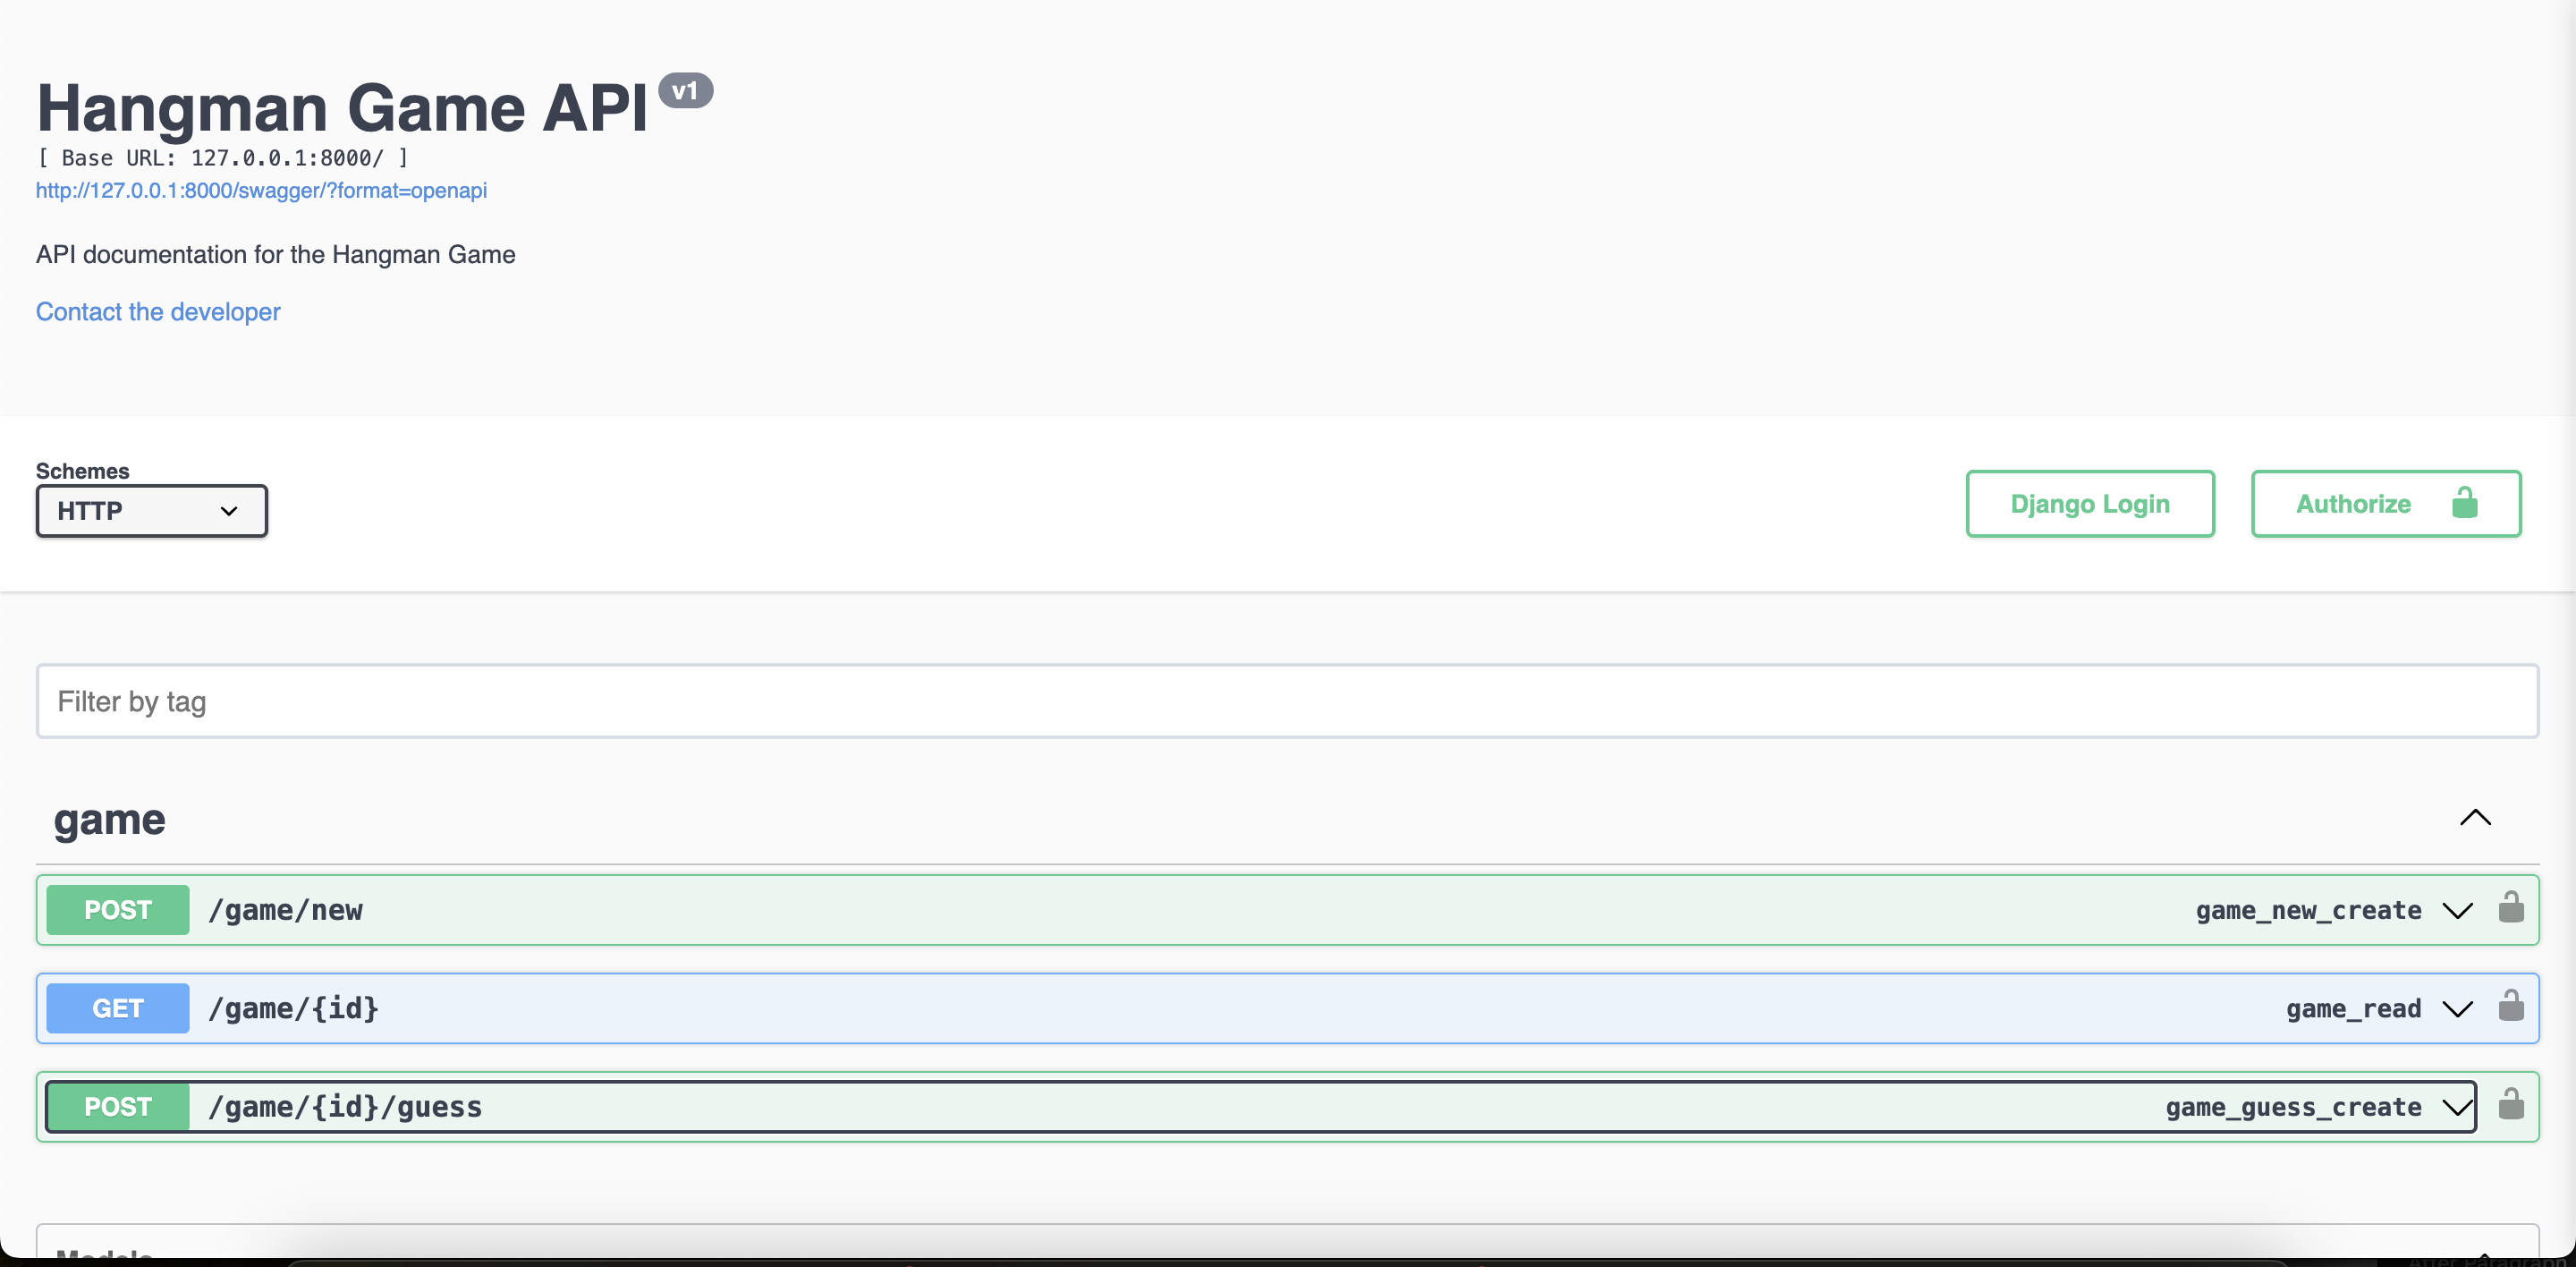 Hangman Game API v1
[ Base URL: 127.0.0.1:8000/ ]
http://127.0.0.1:8000/swagger/?format=openapi
API documentation for the Hangman Game
Contact the developer
Schemes
HTTP
Django Login
Authorize
Filter by tag
game
POST /game/new game_new_create
GET /game/{id} game_read
POST /game/{id}/guess game_guess_create
Models